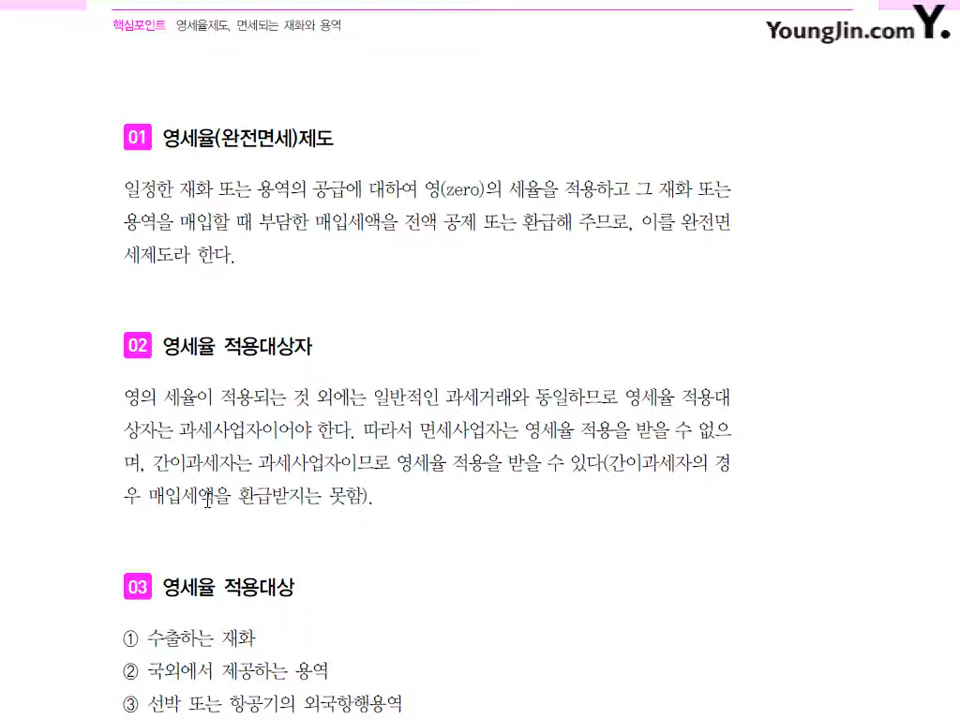 핵심포인트 영세율제도, 면세되는 재화와 용역
YoungJin.com Y.
01 영세율(완전면세)제도
일정한 재화 또는 용역의 공급에 대하여 영(zero)의 세율을 적용하고 그 재화 또는
용역을 매입할 때 부담한 매입세액을 전액 공제 또는 환급해 주므로, 이를 완전면
세제도라 한다.
02 영세율 적용대상자
영의 세율이 적용되는 것 외에는 일반적인 과세거래와 동일하므로 영세율 적용대
상자는 과세사업자이어야 한다. 따라서 면세사업자는 영세율 적용을 받을 수 없으
며, 간이과세자는 과세사업자이므로 영세율 적용을 받을 수 있다(간이과세자의 경
우 매입세액을 환급받지는 못함).
03 영세율 적용대상
① 수출하는 재화
② 국외에서 제공하는 용역
③ 선박 또는 항공기의 외국항행용역